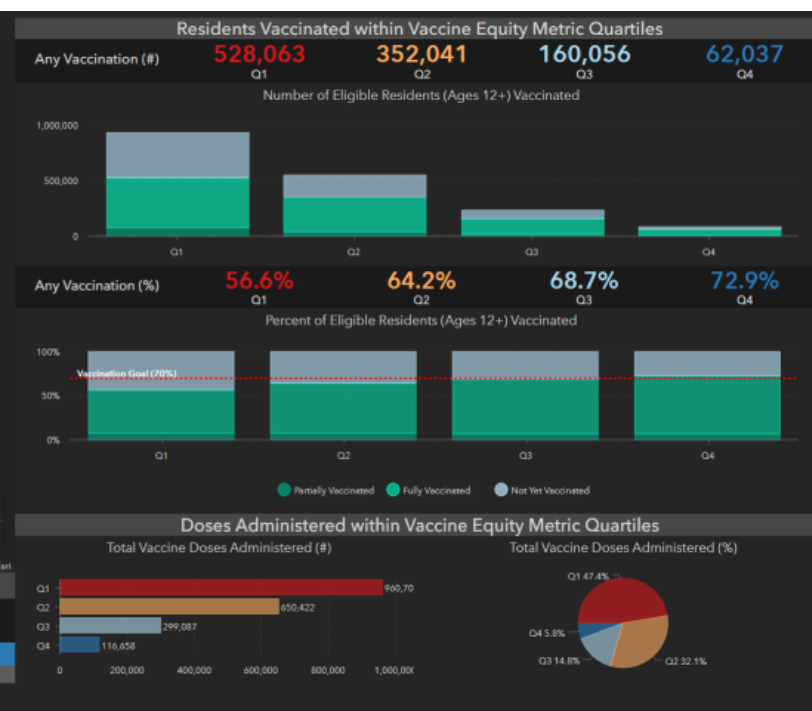 Residents Vaccinated within Vaccine Equity Metric Quartiles
Any Vaccination (#)
528,063 352,041 160,056 62,037
Q1 Q2 Q3 Q4
Number of Eligible Residents (Ages 12+) Vaccinated
1,000,000
500,000
0
Q1 Q2 Q3 Q4
Any Vaccination (%)
56.6% 64.2% 68.7% 72.9%
Q1 Q2 Q3 Q4
Percent of Eligible Residents (Ages 12+) Vaccinated
100%
Vaccination Goal (70%)
50%
0%
Q1 Q2 Q3 Q4
Partially Vaccinated Fully Vaccinated Not Yet Vaccinated
Doses Administered within Vaccine Equity Metric Quartiles
Total Vaccine Doses Administered (#)
Q1 960,70
Q2 650,422
Q3 299,087
Q4 116,658
0 200,000 400,000 600,000 800,000 1,000,00
Total Vaccine Doses Administered (%)
Q1 47.4%
Q4 5.8%
Q3 14.8%
Q2 32.1%
sri